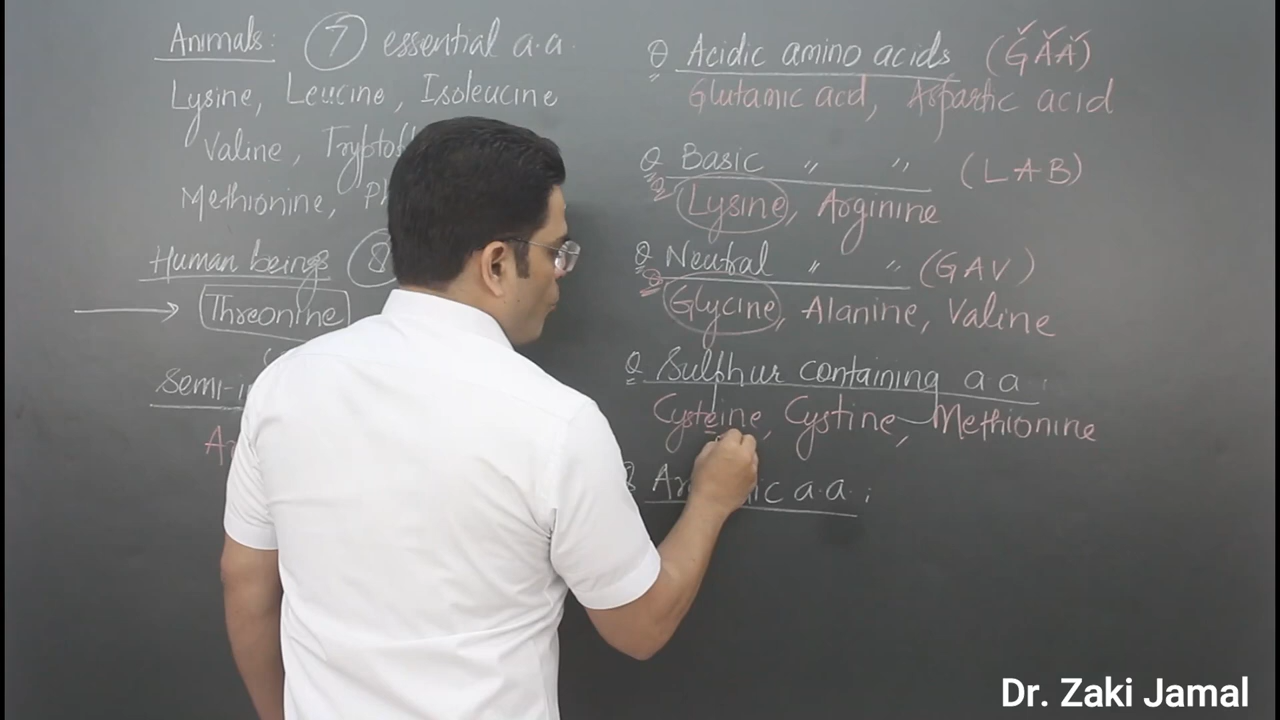 Animals: 7 essential a.a.
Lysine, Leucine, Isoleucine
Valine,
Methionine,
Human beings 8
Threonine
Q Acidic amino acids (GAA)
Glutamic acid, Aspartic acid
Q Basic " " (LAB)
Lysine, Arginine
Q Neutral " " (GAV)
Glycine, Alanine, Valine
Q Sulphur containing a a :
Cysteine, Cystine, Methionine
a.a. :
Dr. Zaki Jamal